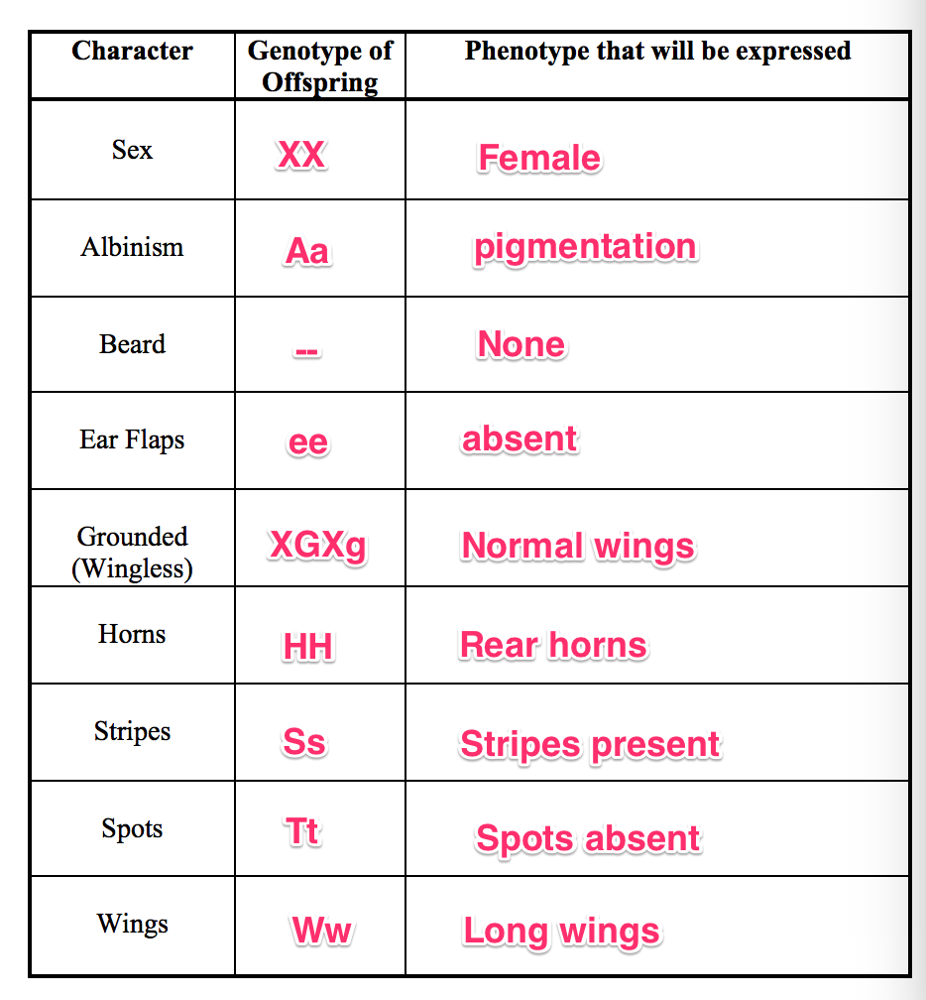 Character Genotype of Phenotype that will be expressed
Offspring
Sex XX Female
Albinism Aa pigmentation
Beard -- None
Ear Flaps ee absent
Grounded XGXg Normal wings
(Wingless)
Horns HH Rear horns
Stripes Ss Stripes present
Spots Tt Spots absent
Wings Ww Long wings